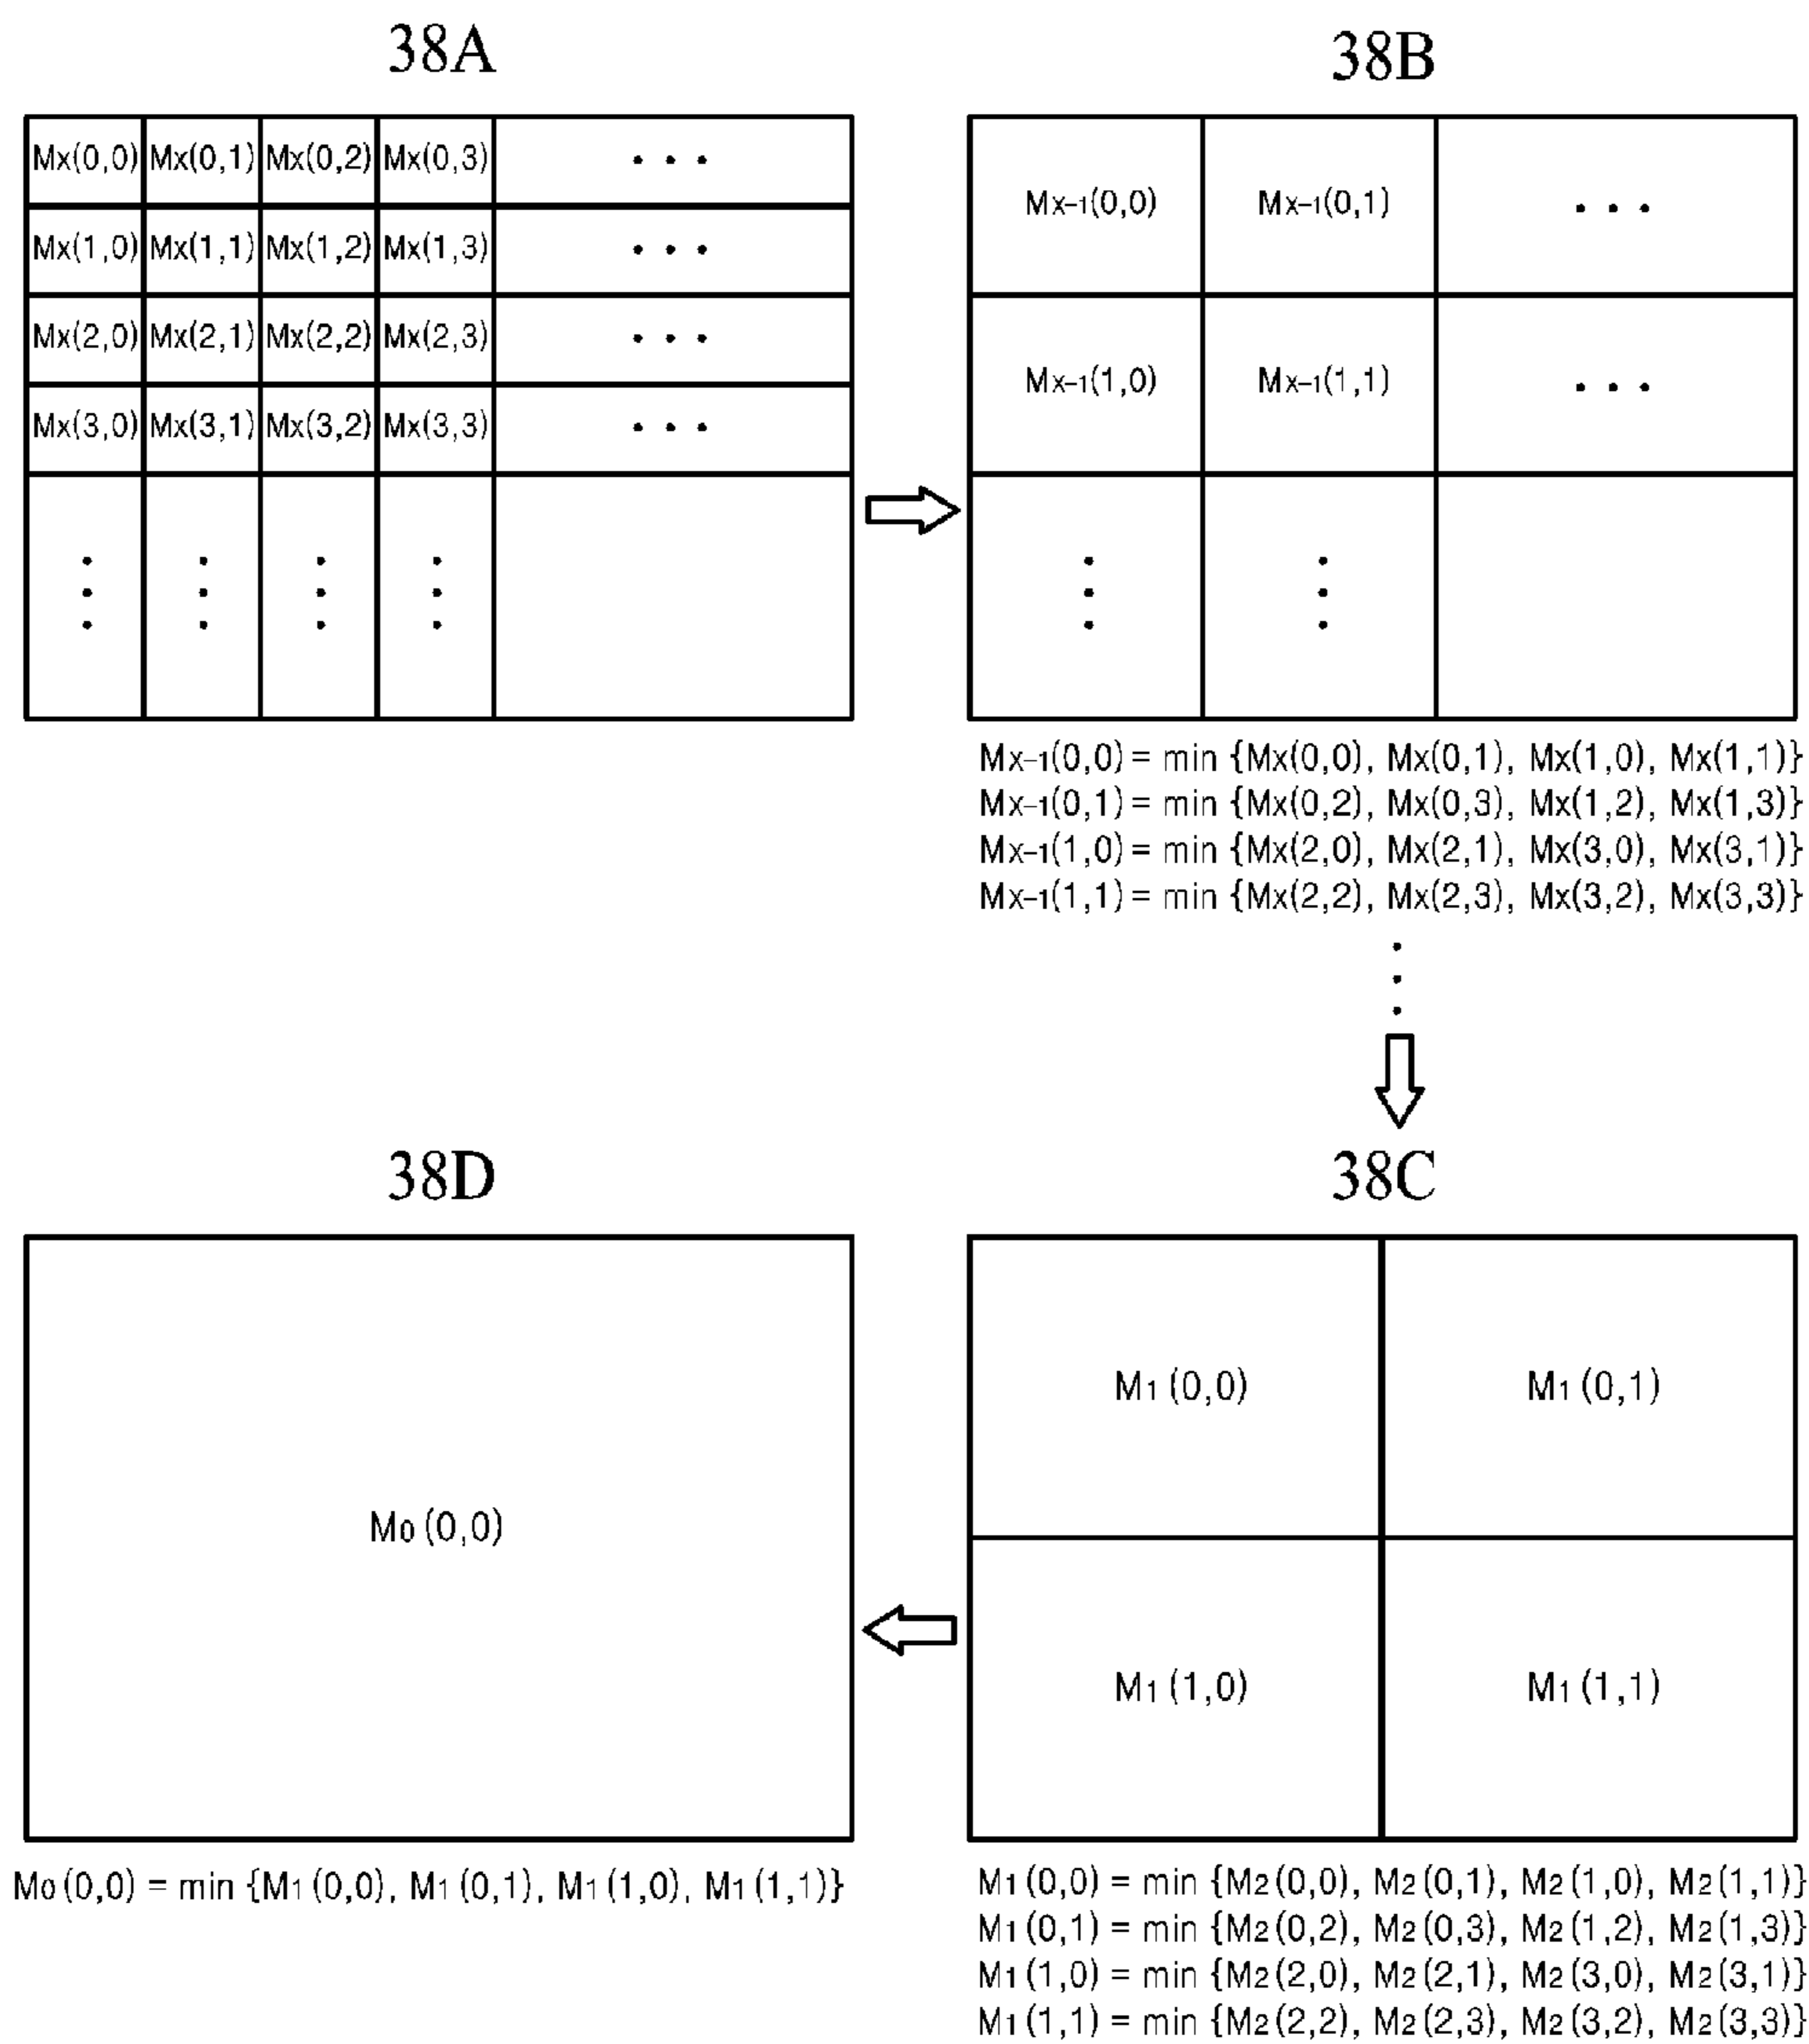 38A
Mx(0,0) Mx(0,1) Mx(0,2) Mx(0,3) • • •
Mx(1,0) Mx(1,1) Mx(1,2) Mx(1,3) • • •
Mx(2,0) Mx(2,1) Mx(2,2) Mx(2,3) • • •
Mx(3,0) Mx(3,1) Mx(3,2) Mx(3,3) • • •
38B
Mx-1(0,0) Mx-1(0,1) • • •
Mx-1(1,0) Mx-1(1,1) • • •
Mx-1(0,0) = min {Mx(0,0), Mx(0,1), Mx(1,0), Mx(1,1)}
Mx-1(0,1) = min {Mx(0,2), Mx(0,3), Mx(1,2), Mx(1,3)}
Mx-1(1,0) = min {Mx(2,0), Mx(2,1), Mx(3,0), Mx(3,1)}
Mx-1(1,1) = min {Mx(2,2), Mx(2,3), Mx(3,2), Mx(3,3)}
38C
M1 (0,0) M1 (0,1)
M1 (1,0) M1 (1,1)
M1 (0,0) = min {M2 (0,0), M2 (0,1), M2 (1,0), M2 (1,1)}
M1 (0,1) = min {M2 (0,2), M2 (0,3), M2 (1,2), M2 (1,3)}
M1 (1,0) = min {M2 (2,0), M2 (2,1), M2 (3,0), M2 (3,1)}
M1 (1,1) = min {M2 (2,2), M2 (2,3), M2 (3,2), M2 (3,3)}
38D
M0 (0,0)
M0 (0,0) = min {M1 (0,0), M1 (0,1), M1 (1,0), M1 (1,1)}